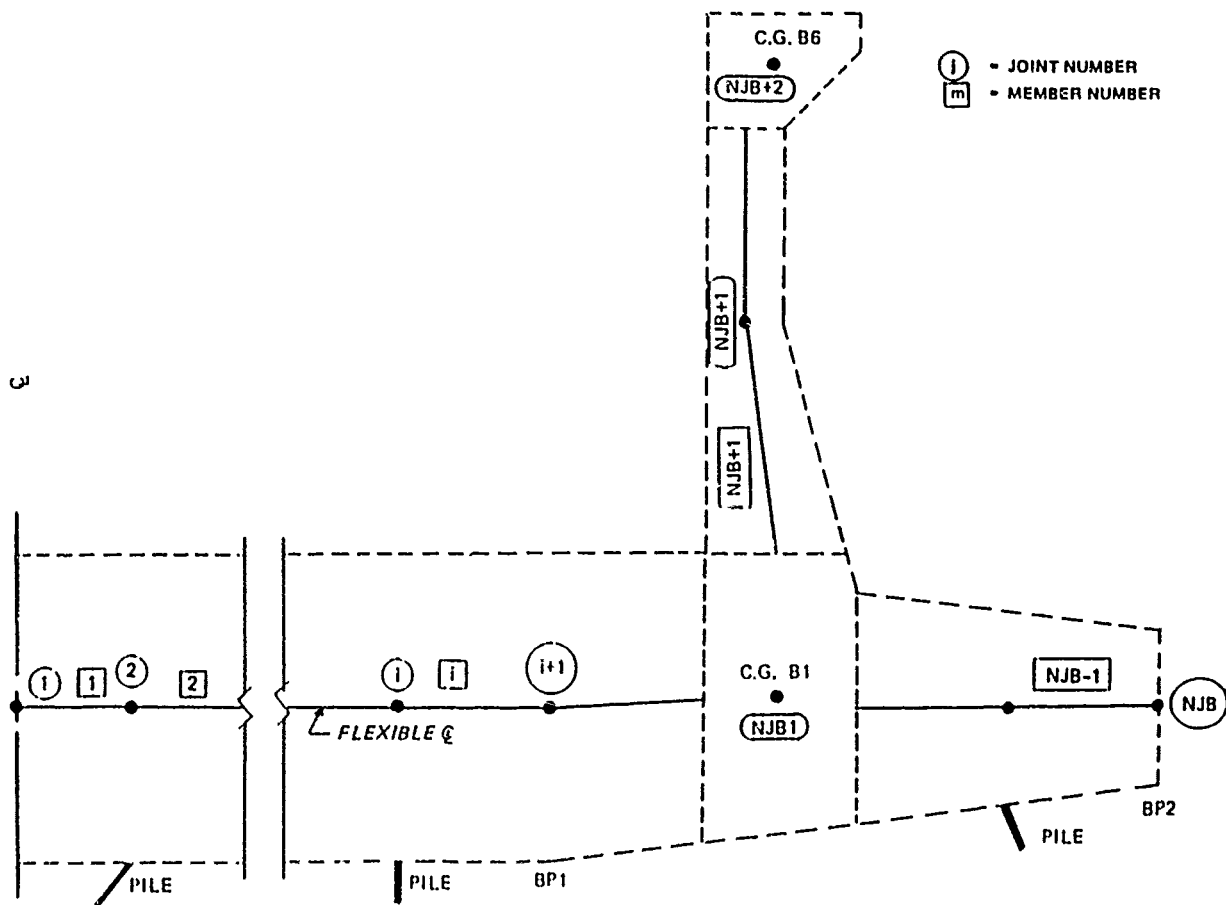 C.G. B6
NJB+2
j = JOINT NUMBER
m = MEMBER NUMBER
NJB+1
NJB+1
℄
1
1
2
2
i
i
i+1
FLEXIBLE ℄
C.G. B1
NJB1
NJB-1
NJB
PILE
PILE
BP1
PILE
BP2